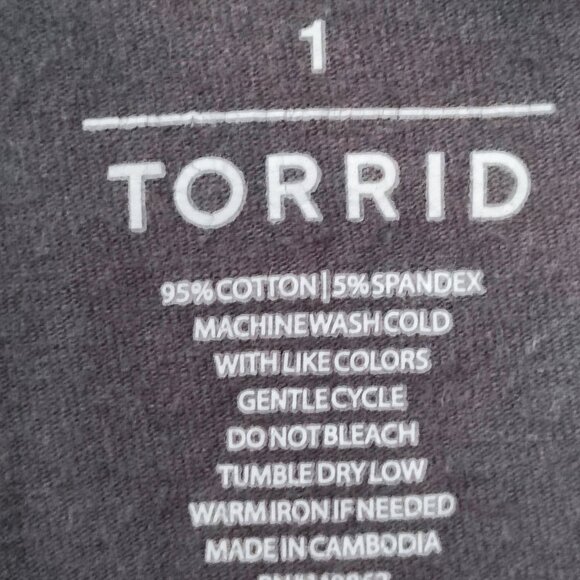 1
TORRID
95% COTTON | 5% SPANDEX
MACHINE WASH COLD
WITH LIKE COLORS
GENTLE CYCLE
DO NOT BLEACH
TUMBLE DRY LOW
WARM IRON IF NEEDED
MADE IN CAMBODIA